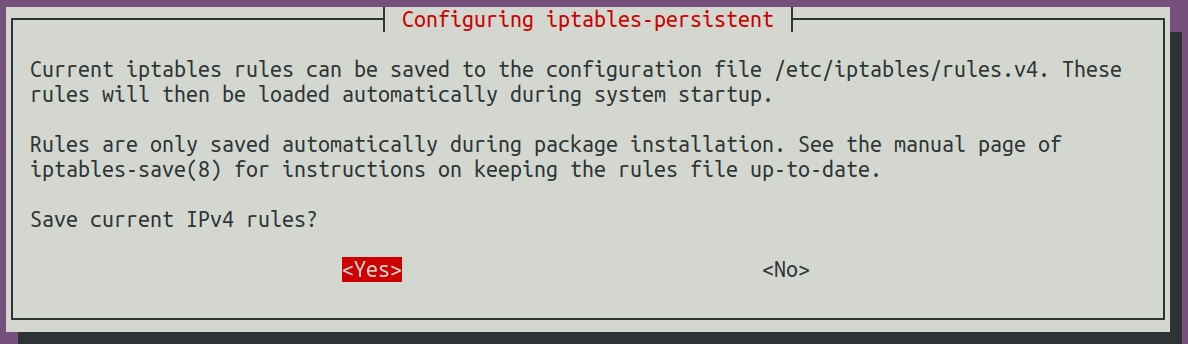 Configuring iptables-persistent
Current iptables rules can be saved to the configuration file /etc/iptables/rules.v4. These
rules will then be loaded automatically during system startup.
Rules are only saved automatically during package installation. See the manual page of
iptables-save(8) for instructions on keeping the rules file up-to-date.
Save current IPv4 rules?
<Yes> <No>